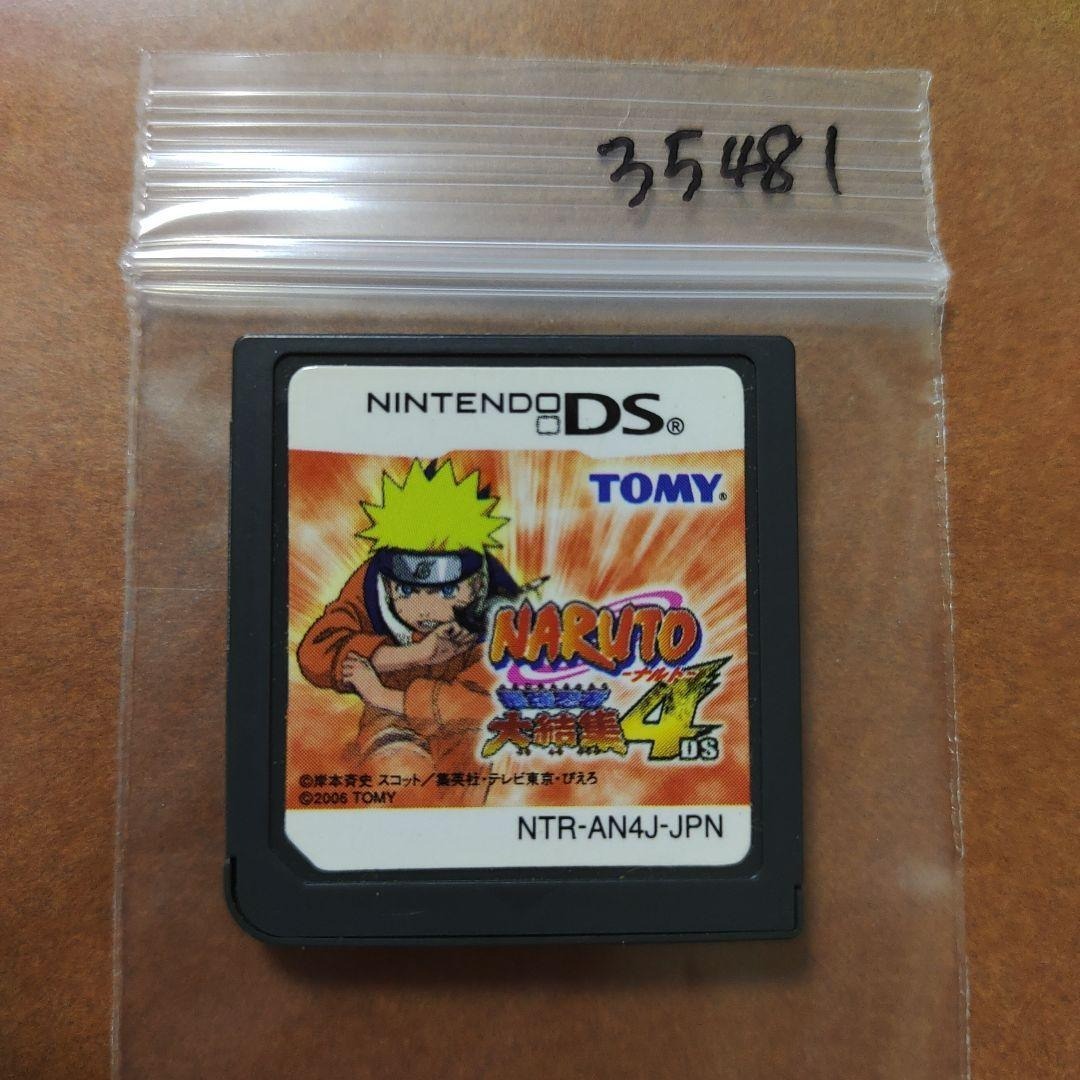 35481
NINTENDO DS®
TOMY®
NARUTO
-ナルト-
大結集4
DS
©岸本斉史 スコット／集英社・テレビ東京・ぴえろ
©2006 TOMY
NTR-AN4J-JPN